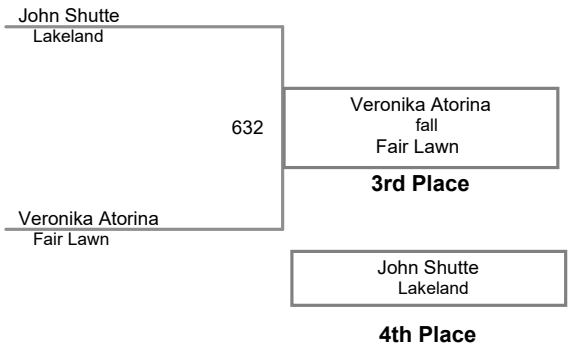 John Shutte
Lakeland
632
Veronika Atorina
fall
Fair Lawn
3rd Place
Veronika Atorina
Fair Lawn
John Shutte
Lakeland
4th Place